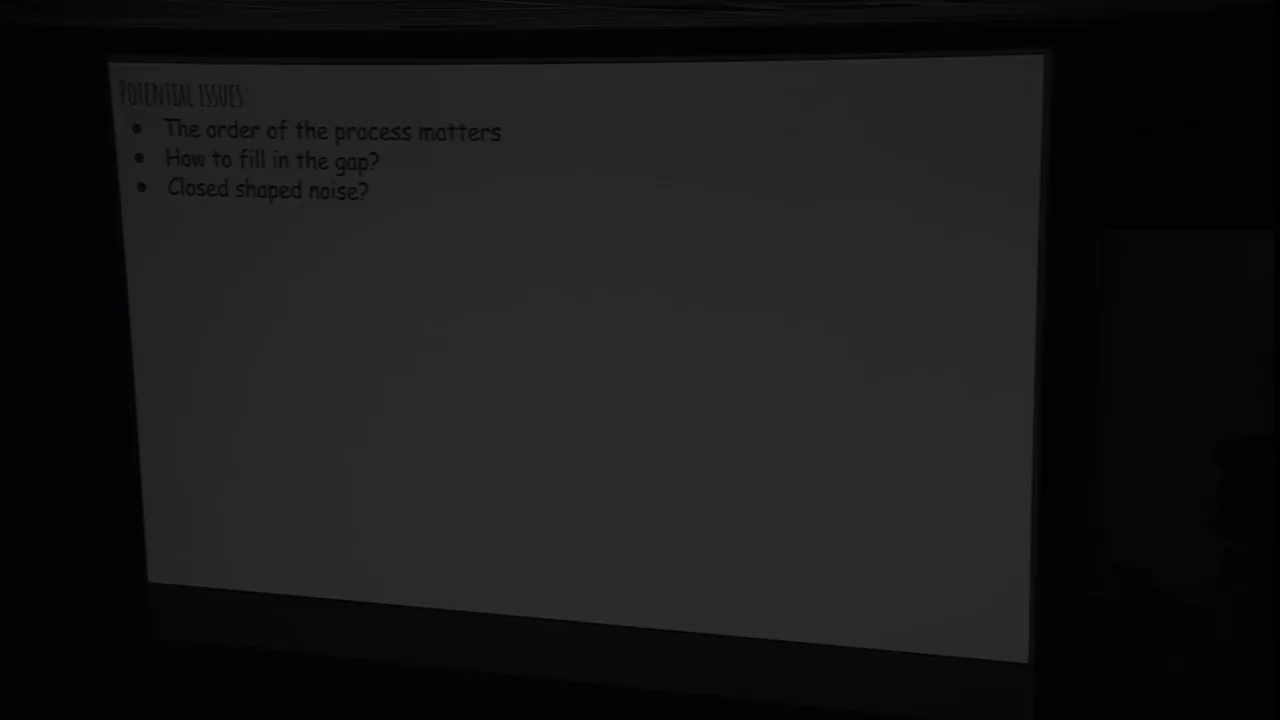 POTENTIAL ISSUES:
• The order of the process matters
• How to fill in the gap?
• Closed shaped noise?